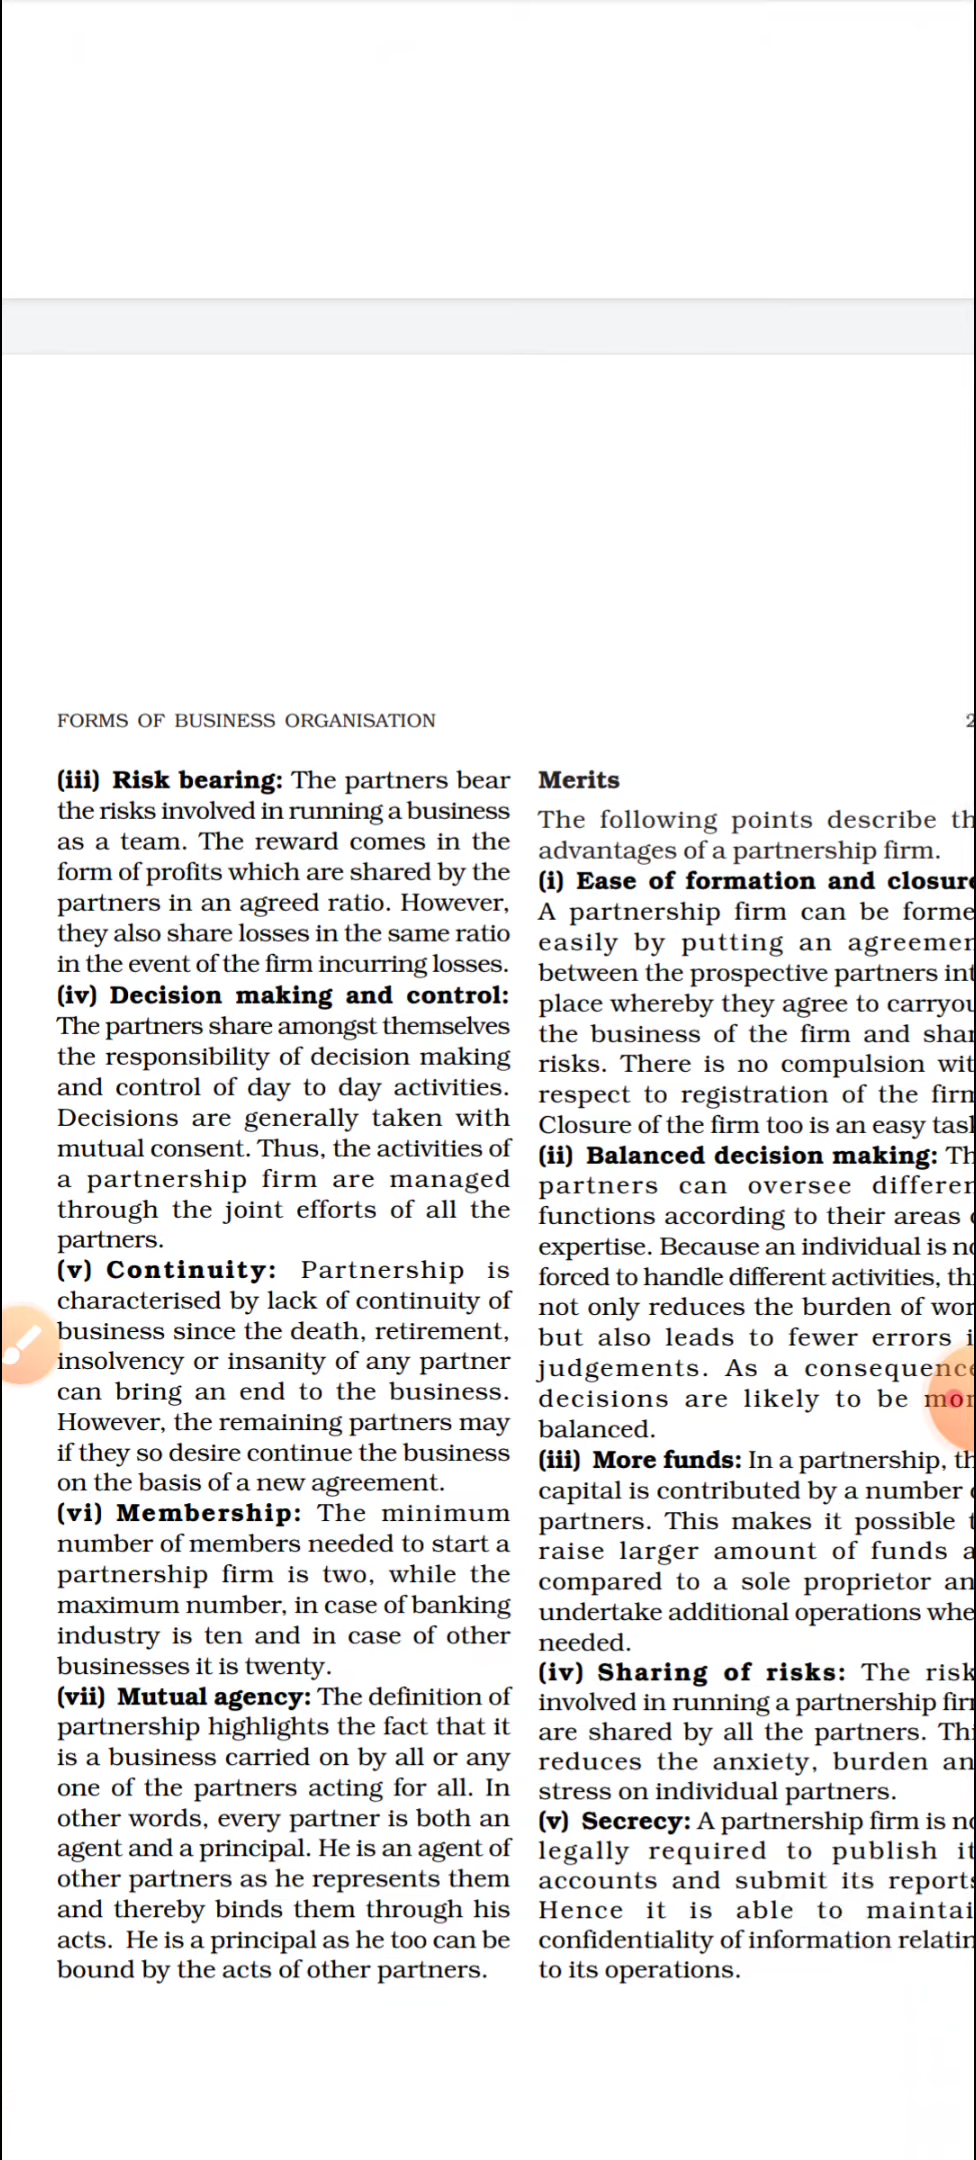 FORMS OF BUSINESS ORGANISATION
(iii) Risk bearing: The partners bear
the risks involved in running a business
as a team. The reward comes in the
form of profits which are shared by the
partners in an agreed ratio. However,
they also share losses in the same ratio
in the event of the firm incurring losses.
(iv) Decision making and control:
The partners share amongst themselves
the responsibility of decision making
and control of day to day activities.
Decisions are generally taken with
mutual consent. Thus, the activities of
a partnership firm are managed
through the joint efforts of all the
partners.
(v) Continuity: Partnership is
characterised by lack of continuity of
business since the death, retirement,
insolvency or insanity of any partner
can bring an end to the business.
However, the remaining partners may
if they so desire continue the business
on the basis of a new agreement.
(vi) Membership: The minimum
number of members needed to start a
partnership firm is two, while the
maximum number, in case of banking
industry is ten and in case of other
businesses it is twenty.
(vii) Mutual agency: The definition of
partnership highlights the fact that it
is a business carried on by all or any
one of the partners acting for all. In
other words, every partner is both an
agent and a principal. He is an agent of
other partners as he represents them
and thereby binds them through his
acts. He is a principal as he too can be
bound by the acts of other partners.
Merits
The following points describe
advantages of a partnership firm.
(i) Ease of formation and
A partnership firm can be
easily by putting an
between the prospective partners
place whereby they agree to
the business of the firm and
risks. There is no compulsion
respect to registration of the
Closure of the firm too is an easy
(ii) Balanced decision making:
partners can oversee
functions according to their areas
expertise. Because an individual is
forced to handle different activities,
not only reduces the burden of
but also leads to fewer errors
judgements. As a
decisions are likely to be
balanced.
(iii) More funds: In a partnership,
capital is contributed by a number
partners. This makes it possible
raise larger amount of funds
compared to a sole proprietor
undertake additional operations
needed.
(iv) Sharing of risks: The
involved in running a partnership
are shared by all the partners.
reduces the anxiety, burden
stress on individual partners.
(v) Secrecy: A partnership firm is
legally required to publish
accounts and submit its
Hence it is able to
confidentiality of information
to its operations.